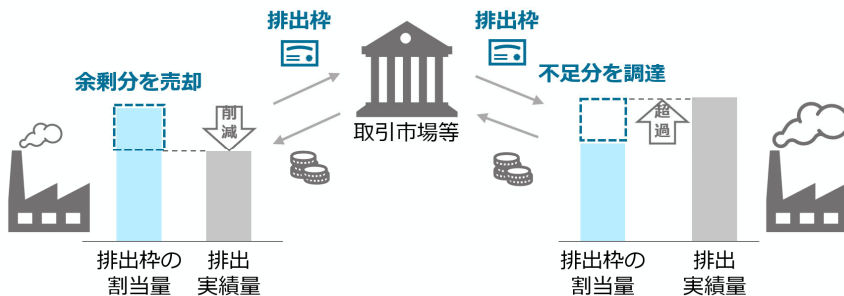 排出枠
排出枠
余剰分を売却
不足分を調達
削
減
超
過
取引市場等
排出枠の
割当量
排出
実績量
排出枠の
割当量
排出
実績量